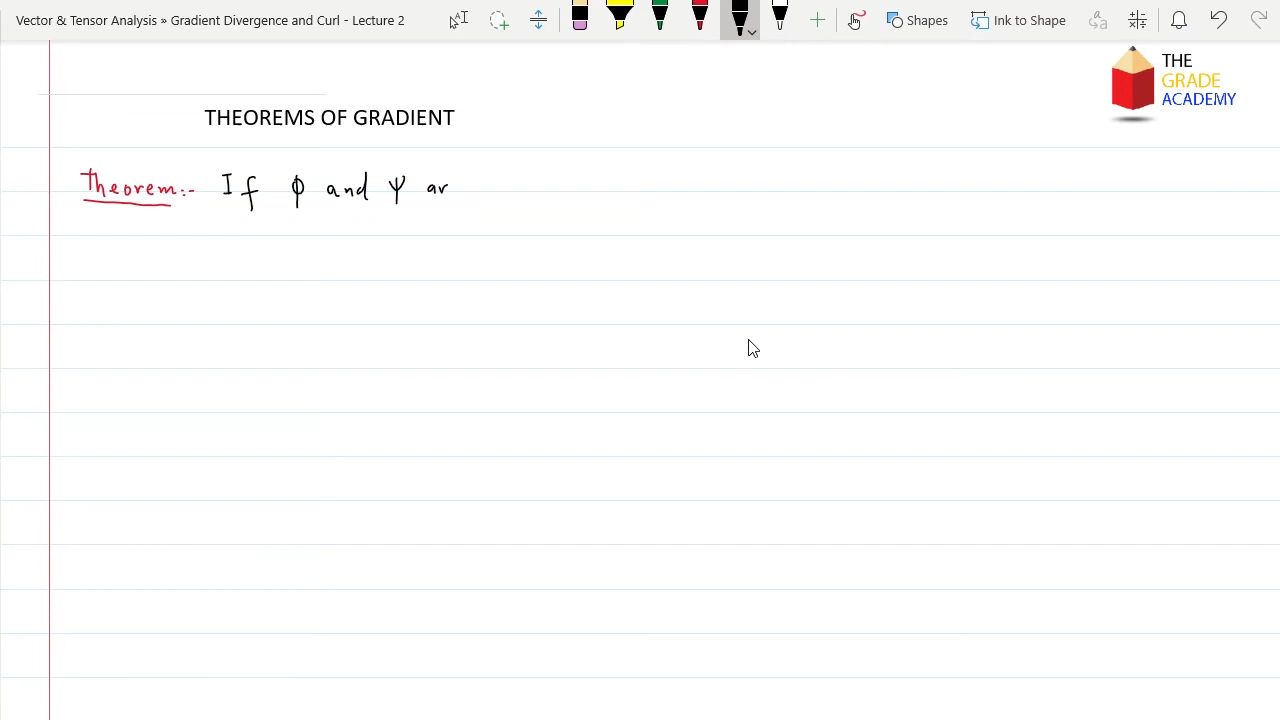 Vector & Tensor Analysis » Gradient Divergence and Curl - Lecture 2
Shapes
Ink to Shape
THE
GRADE
ACADEMY
THEOREMS OF GRADIENT
Theorem:- If φ and ψ ar